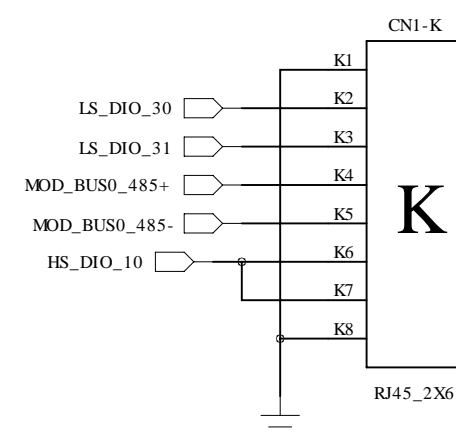 CN1-K
K1
LS_DIO_30 K2
LS_DIO_31 K3
MOD_BUS0_485+ K4
K
MOD_BUS0_485- K5
HS_DIO_10 K6
K7
K8
RJ45_2X6